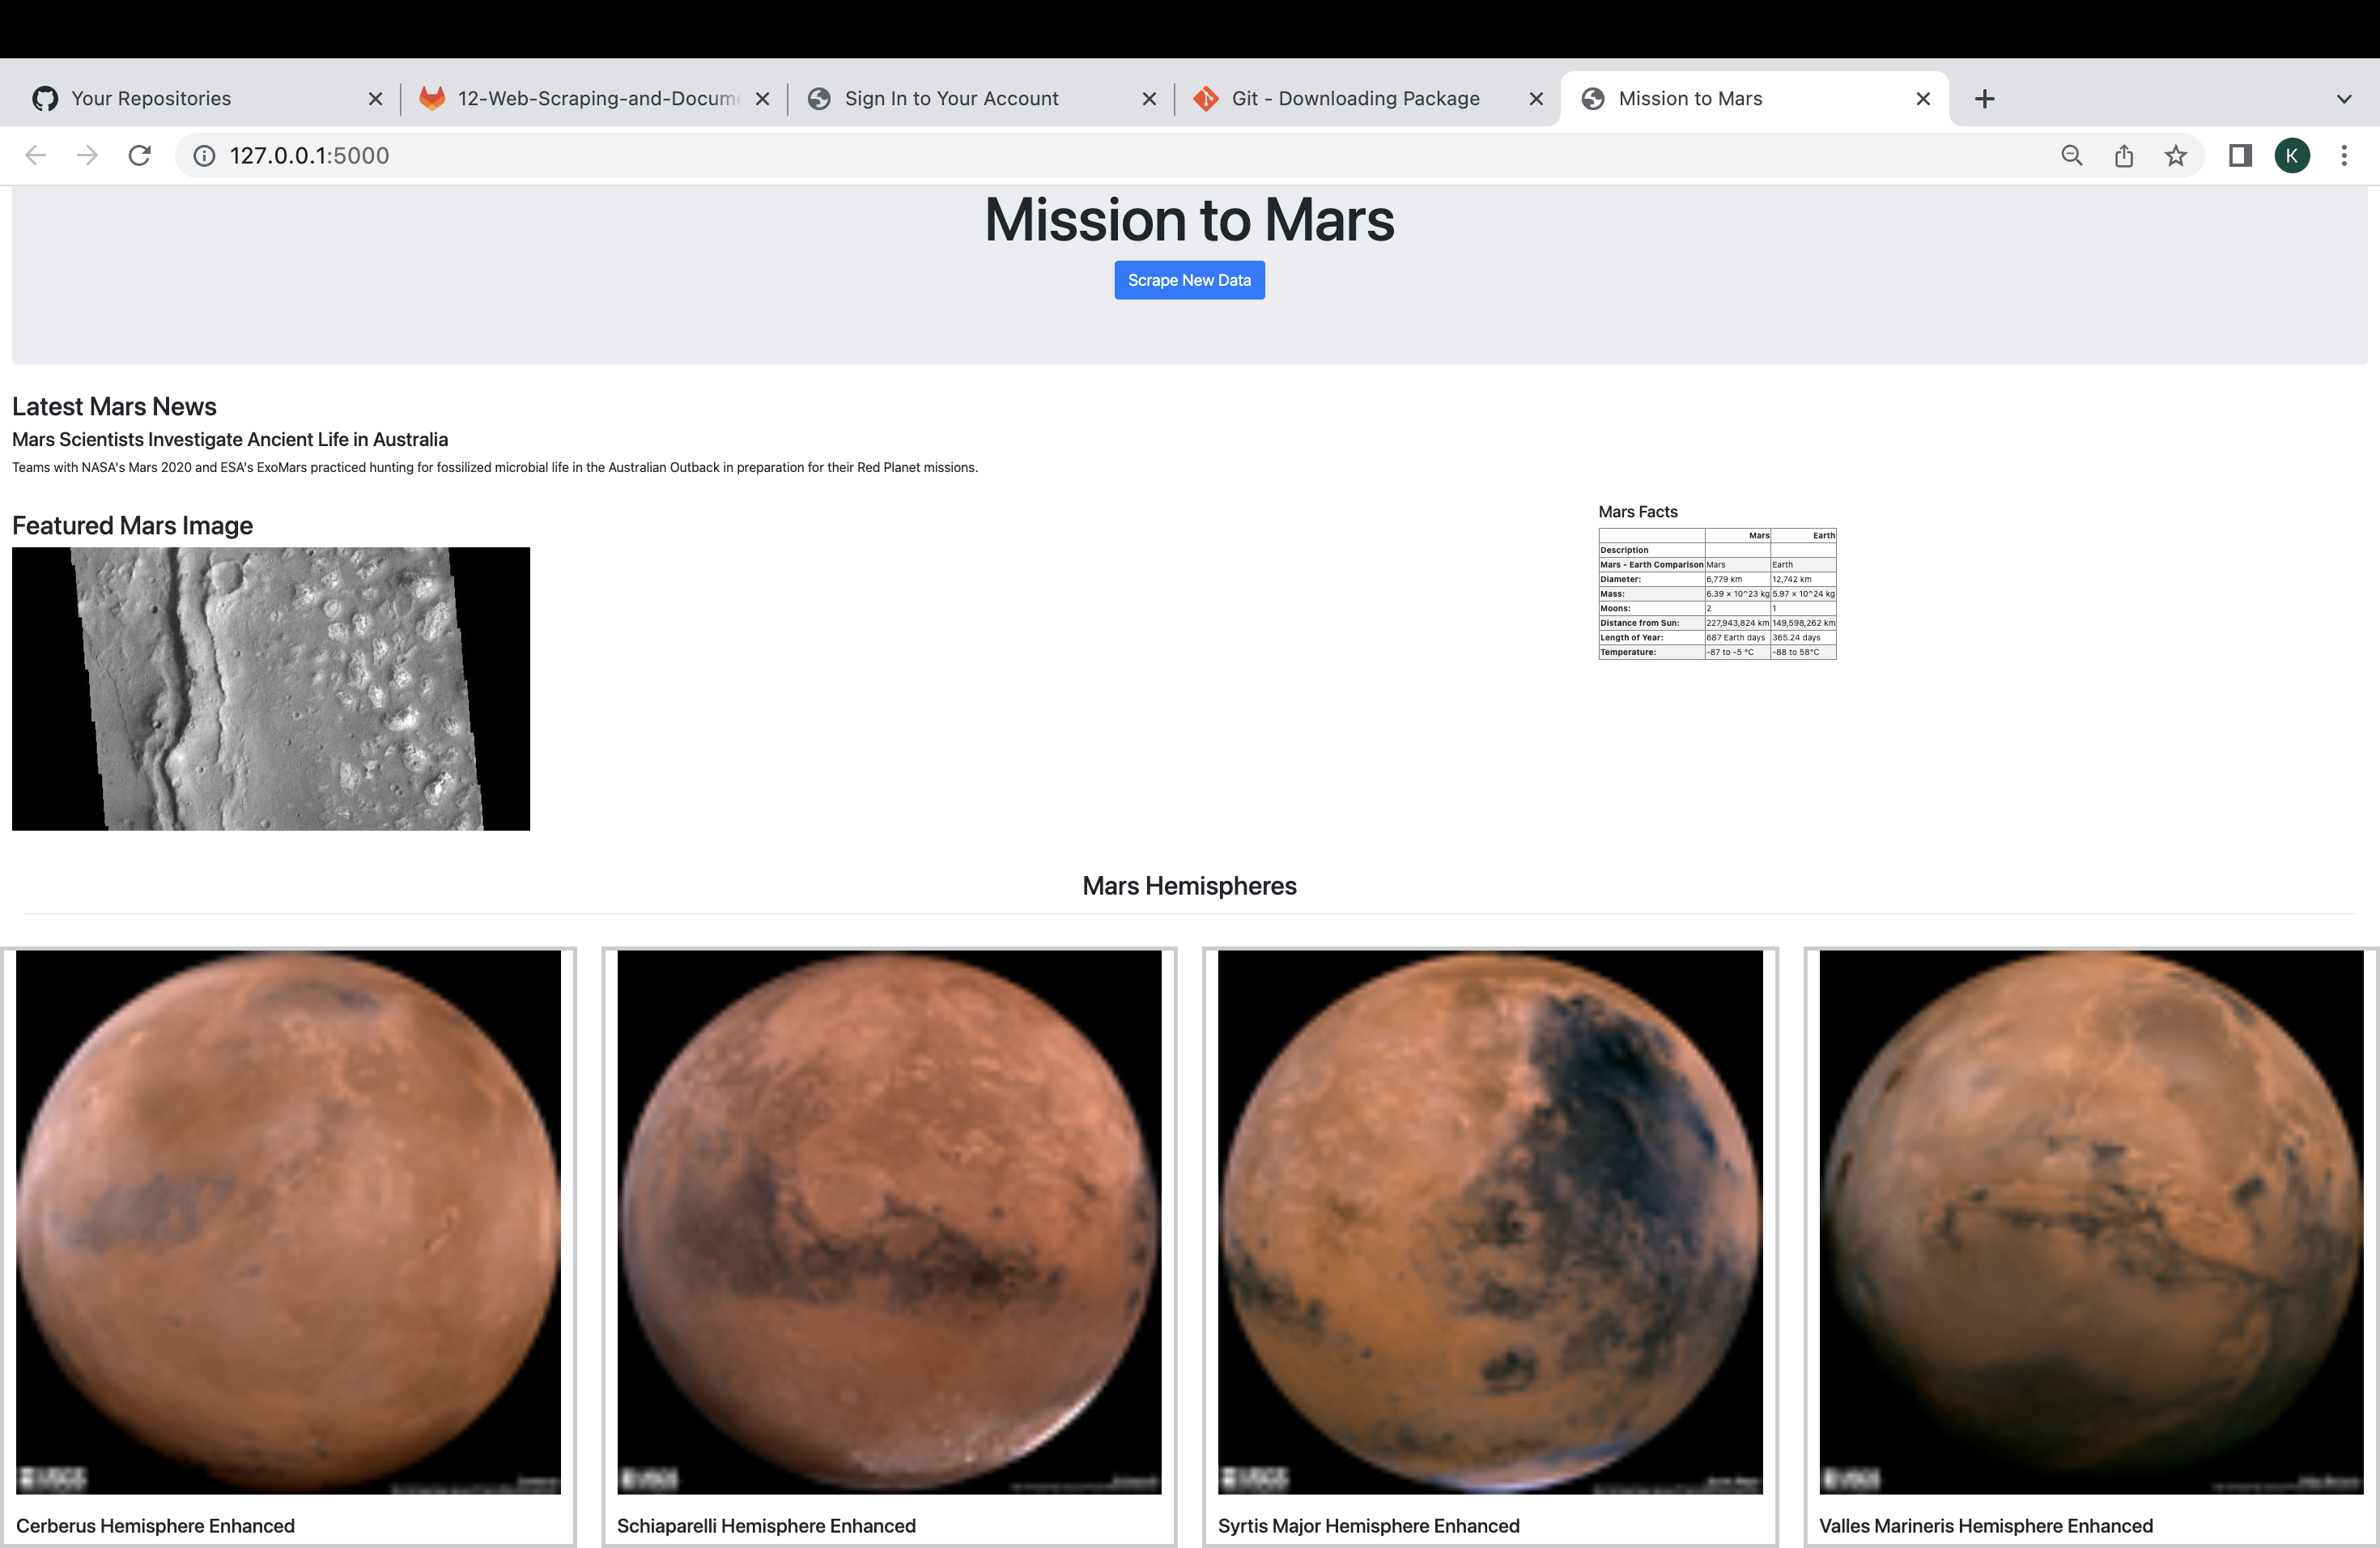 Your Repositories
12-Web-Scraping-and-Docum
Sign In to Your Account
Git - Downloading Package
Mission to Mars
127.0.0.1:5000
K
Mission to Mars
Scrape New Data
Latest Mars News
Mars Scientists Investigate Ancient Life in Australia
Teams with NASA's Mars 2020 and ESA's ExoMars practiced hunting for fossilized microbial life in the Australian Outback in preparation for their Red Planet missions.
Featured Mars Image
Mars Facts
Mars Earth
Description
Mars - Earth Comparison Mars Earth
Diameter: 6,779 km 12,742 km
Mass: 6.39 × 10^23 kg 5.97 × 10^24 kg
Moons: 2 1
Distance from Sun: 227,943,824 km 149,598,262 km
Length of Year: 687 Earth days 365.24 days
Temperature: -87 to -5 °C -88 to 58°C
Mars Hemispheres
USGS
USGS
USGS
USGS
Cerberus Hemisphere Enhanced
Schiaparelli Hemisphere Enhanced
Syrtis Major Hemisphere Enhanced
Valles Marineris Hemisphere Enhanced